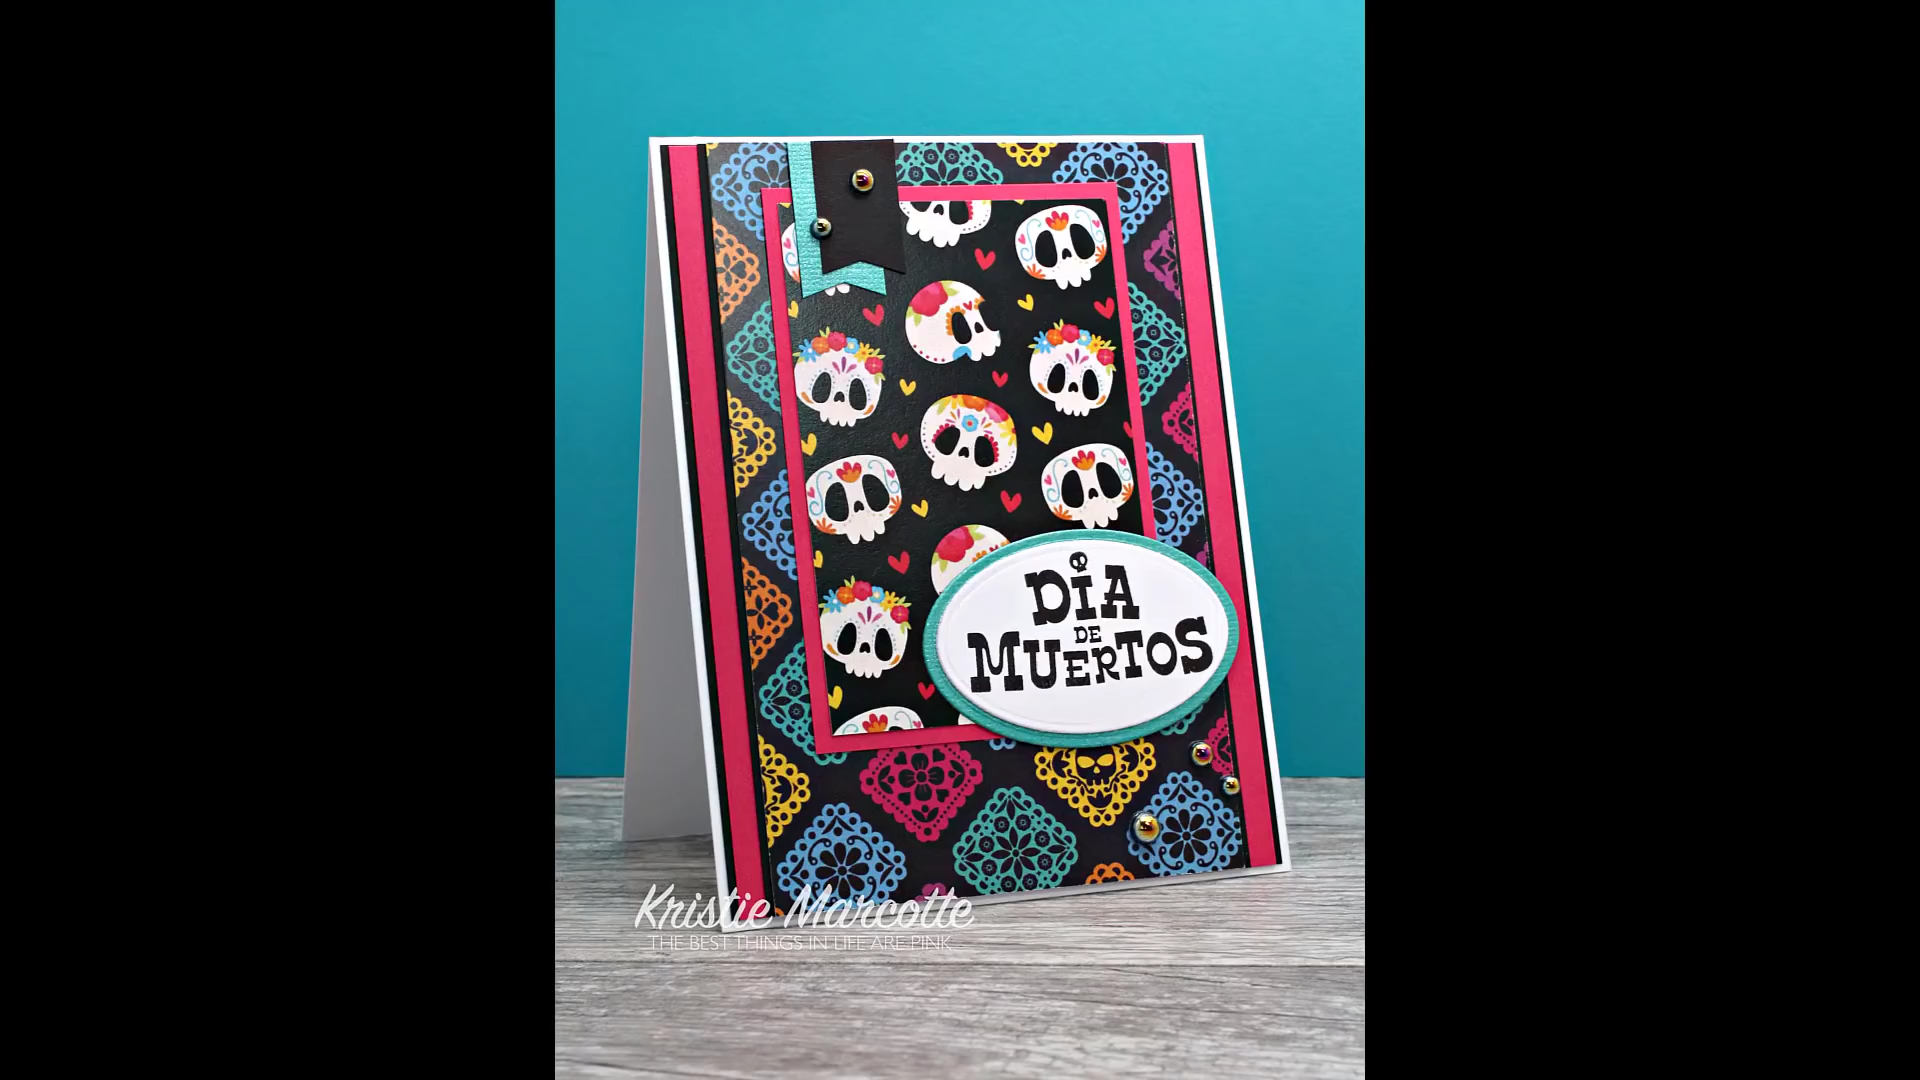 DiA
DE
MUERTOS
Kristie Marcotte
THE BEST THINGS IN LIFE ARE PINK